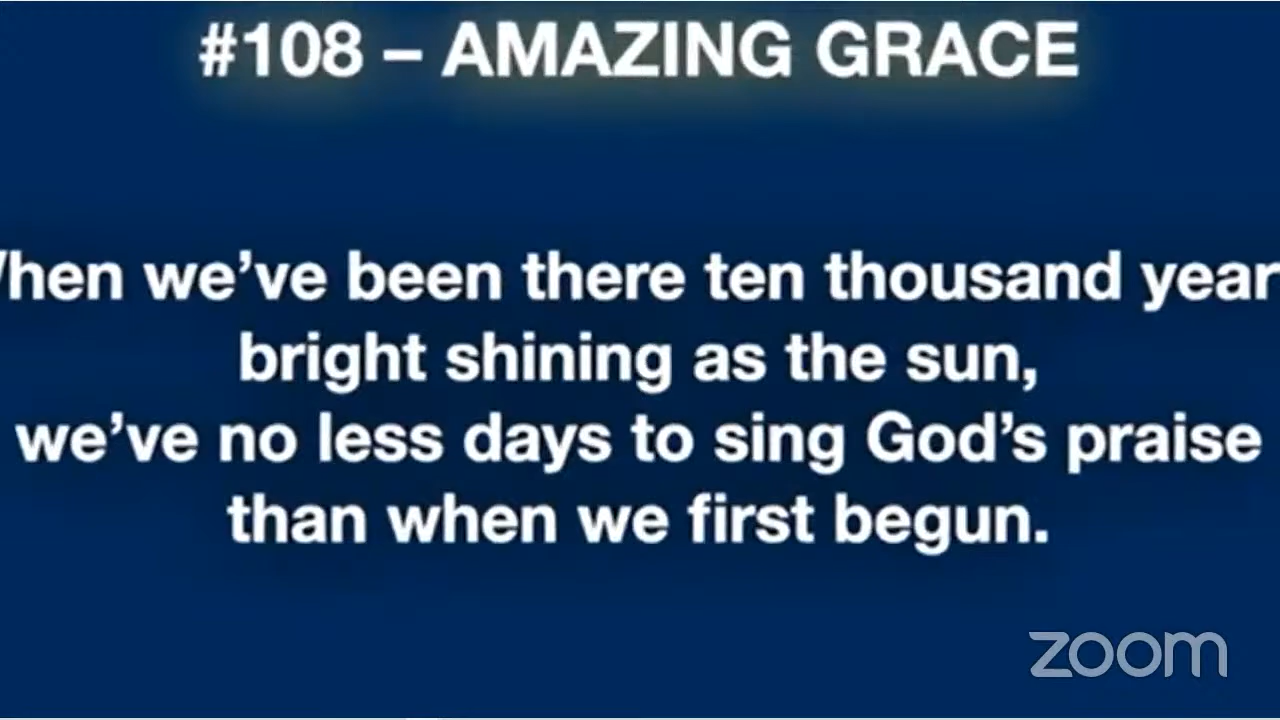 #108 – AMAZING GRACE
hen we’ve been there ten thousand year
bright shining as the sun,
we’ve no less days to sing God’s praise
than when we first begun.
zoom